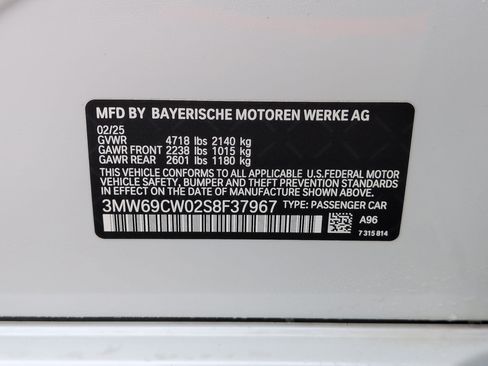 MFD BY BAYERISCHE MOTOREN WERKE AG
02/25
GVWR 4718 lbs 2140 kg
GAWR FRONT 2238 lbs 1015 kg
GAWR REAR 2601 lbs 1180 kg
THIS VEHICLE CONFORMS TO ALL APPLICABLE U.S.FEDERAL MOTOR
VEHICLE SAFETY, BUMPER AND THEFT PREVENTION STANDARDS IN
EFFECT ON THE DATE OF MANUFACTURE SHOWN ABOVE.
3MW69CW02S8F37967 TYPE: PASSENGER CAR
A96
7 315 814